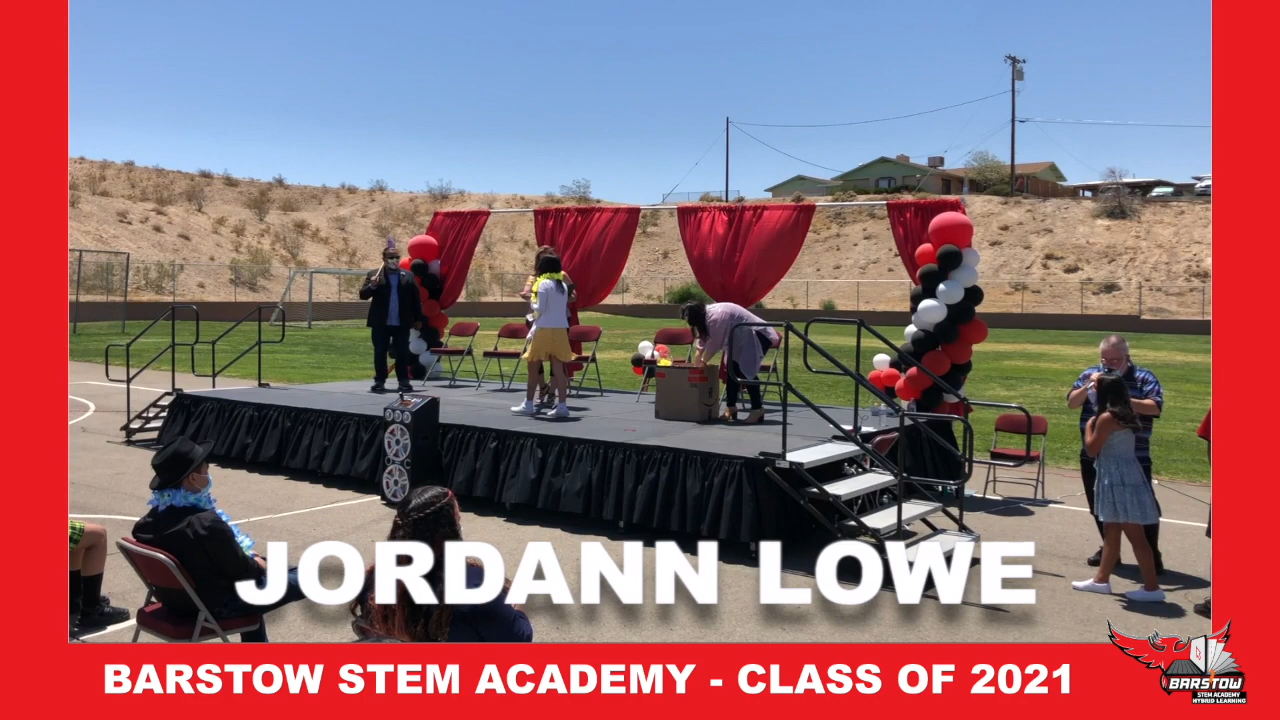 JORDANN LOWE
BARSTOW STEM ACADEMY - CLASS OF 2021
BARSTOW
STEM ACADEMY
HYBRID LEARNING